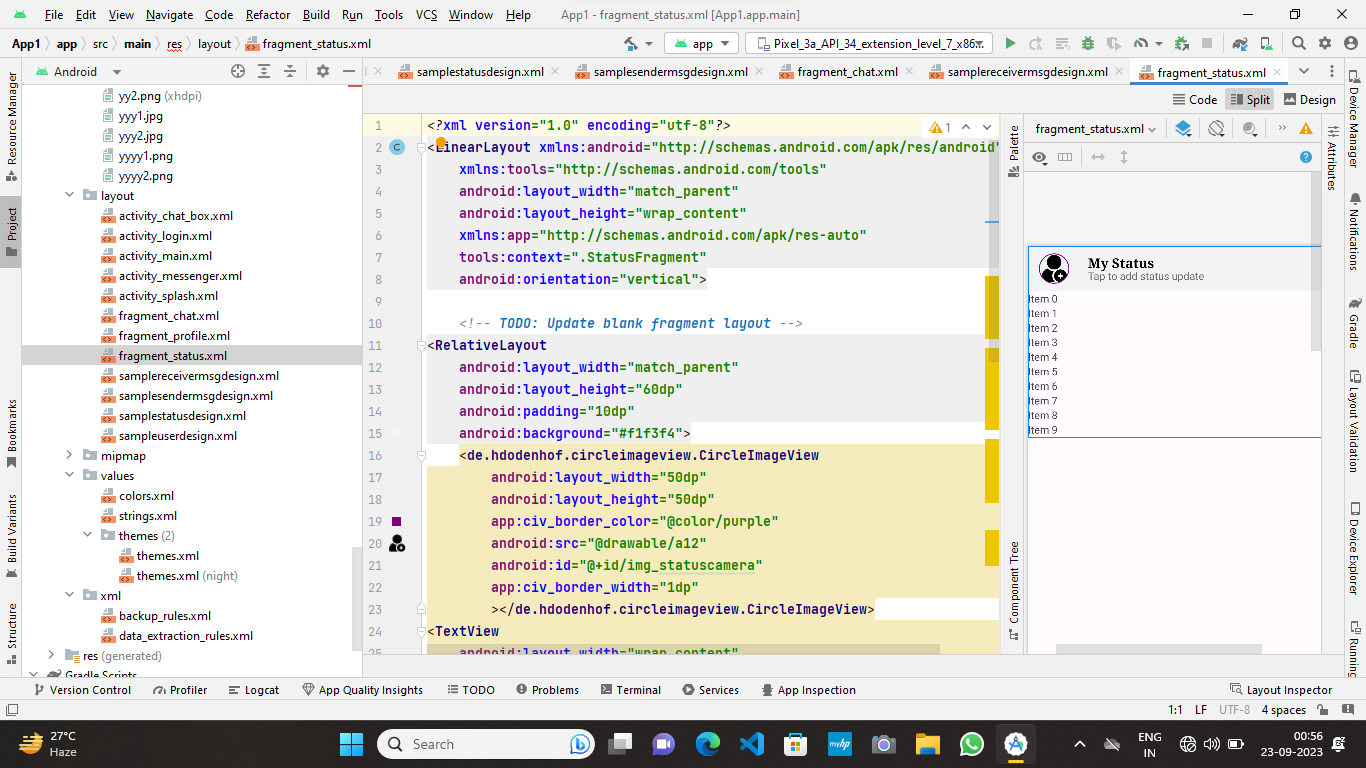 File Edit View Navigate Code Refactor Build Run Tools VCS Window Help App1 - fragment_status.xml [App1.app.main]
App1 app src main res layout fragment_status.xml app Pixel_3a_API_34_extension_level_7_x86...
Android samplestatusdesign.xml samplesendermsgdesign.xml fragment_chat.xml samplereceivermsgdesign.xml fragment_status.xml
Code Split Design
Resource Manager
Project
Bookmarks
Build Variants
Structure
yy2.png (xhdpi)
yyy1.jpg
yyy2.jpg
yyyy1.png
yyyy2.png
layout
activity_chat_box.xml
activity_login.xml
activity_main.xml
activity_messenger.xml
activity_splash.xml
fragment_chat.xml
fragment_profile.xml
fragment_status.xml
samplereceivermsgdesign.xml
samplesendermsgdesign.xml
samplestatusdesign.xml
sampleuserdesign.xml
mipmap
values
colors.xml
strings.xml
themes (2)
themes.xml
themes.xml (night)
xml
backup_rules.xml
data_extraction_rules.xml
res (generated)
Gradle Scripts
1 <?xml version="1.0" encoding="utf-8"?>
2 <LinearLayout xmlns:android="http://schemas.android.com/apk/res/android"
3 xmlns:tools="http://schemas.android.com/tools"
4 android:layout_width="match_parent"
5 android:layout_height="wrap_content"
6 xmlns:app="http://schemas.android.com/apk/res-auto"
7 tools:context=".StatusFragment"
8 android:orientation="vertical">
9
10 <!-- TODO: Update blank fragment layout -->
11 <RelativeLayout
12 android:layout_width="match_parent"
13 android:layout_height="60dp"
14 android:padding="10dp"
15 android:background="#f1f3f4">
16 <de.hdodenhof.circleimageview.CircleImageView
17 android:layout_width="50dp"
18 android:layout_height="50dp"
19 app:civ_border_color="@color/purple"
20 android:src="@drawable/a12"
21 android:id="@+id/img_statuscamera"
22 app:civ_border_width="1dp"
23 ></de.hdodenhof.circleimageview.CircleImageView>
24 <TextView
25 android:layout_width="wrap_content"
1
Palette
Component Tree
fragment_status.xml
My Status
Tap to add status update
Item 0
Item 1
Item 2
Item 3
Item 4
Item 5
Item 6
Item 7
Item 8
Item 9
Attributes
Device Manager
Notifications
Gradle
Layout Validation
Device Explorer
Running
Version Control Profiler Logcat App Quality Insights TODO Problems Terminal Services App Inspection Layout Inspector
1:1 LF UTF-8 4 spaces
27°C
Haze
Search
myhp
ENG
IN
00:56
23-09-2023